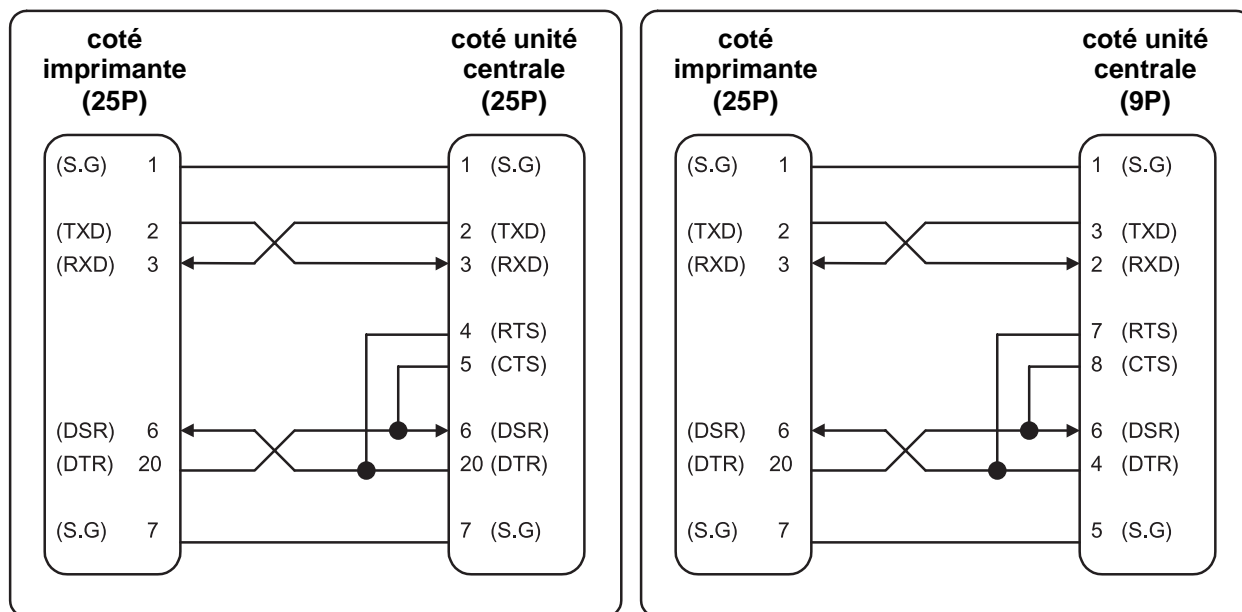 coté
imprimante
(25P)
coté unité
centrale
(25P)
(S.G) 1
1 (S.G)
(TXD) 2
2 (TXD)
(RXD) 3
3 (RXD)
4 (RTS)
5 (CTS)
(DSR) 6
6 (DSR)
(DTR) 20
20 (DTR)
(S.G) 7
7 (S.G)
coté
imprimante
(25P)
coté unité
centrale
(9P)
(S.G) 1
1 (S.G)
(TXD) 2
3 (TXD)
(RXD) 3
2 (RXD)
7 (RTS)
8 (CTS)
(DSR) 6
6 (DSR)
(DTR) 20
4 (DTR)
(S.G) 7
5 (S.G)